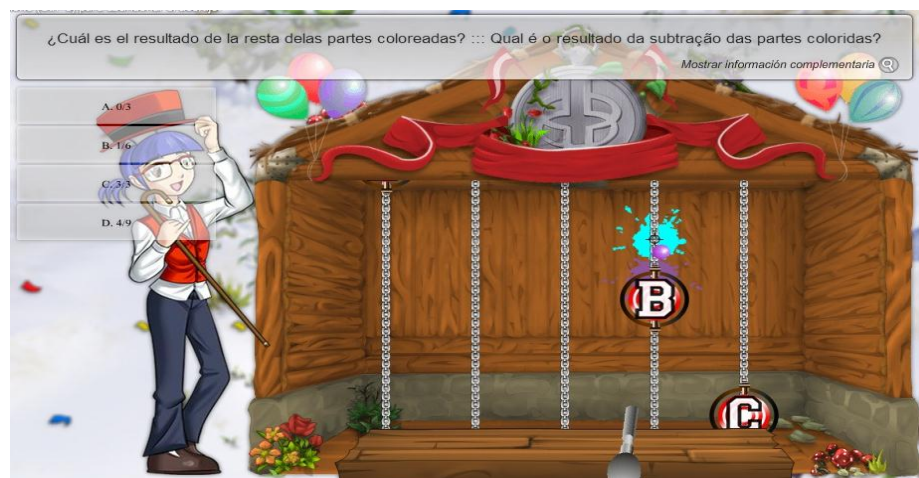 ¿Cuál es el resultado de la resta delas partes coloreadas? ::: Qual é o resultado da subtração das partes coloridas?
Mostrar información complementaria
A. 0/3
B. 1/6
C. 3/3
D. 4/9
B
C